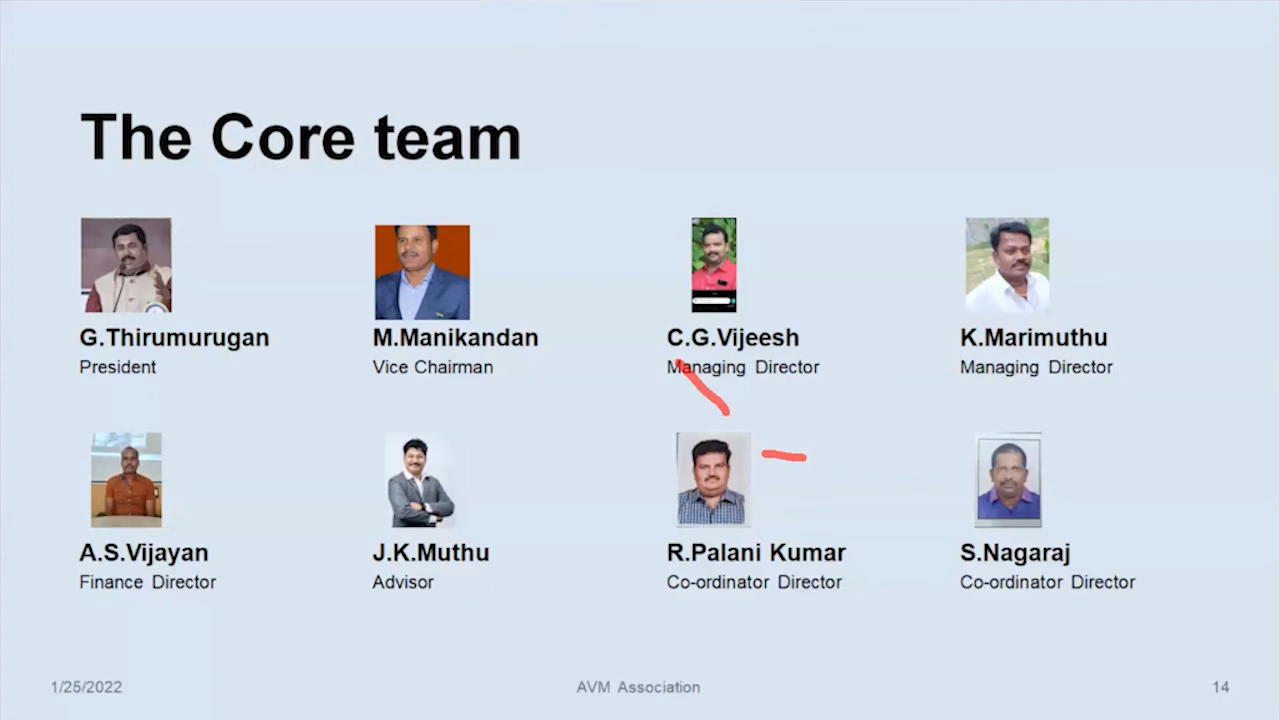 The Core team
G.Thirumurugan
President
M.Manikandan
Vice Chairman
C.G.Vijeesh
Managing Director
K.Marimuthu
Managing Director
A.S.Vijayan
Finance Director
J.K.Muthu
Advisor
R.Palani Kumar
Co-ordinator Director
S.Nagaraj
Co-ordinator Director
1/25/2022
AVM Association
14